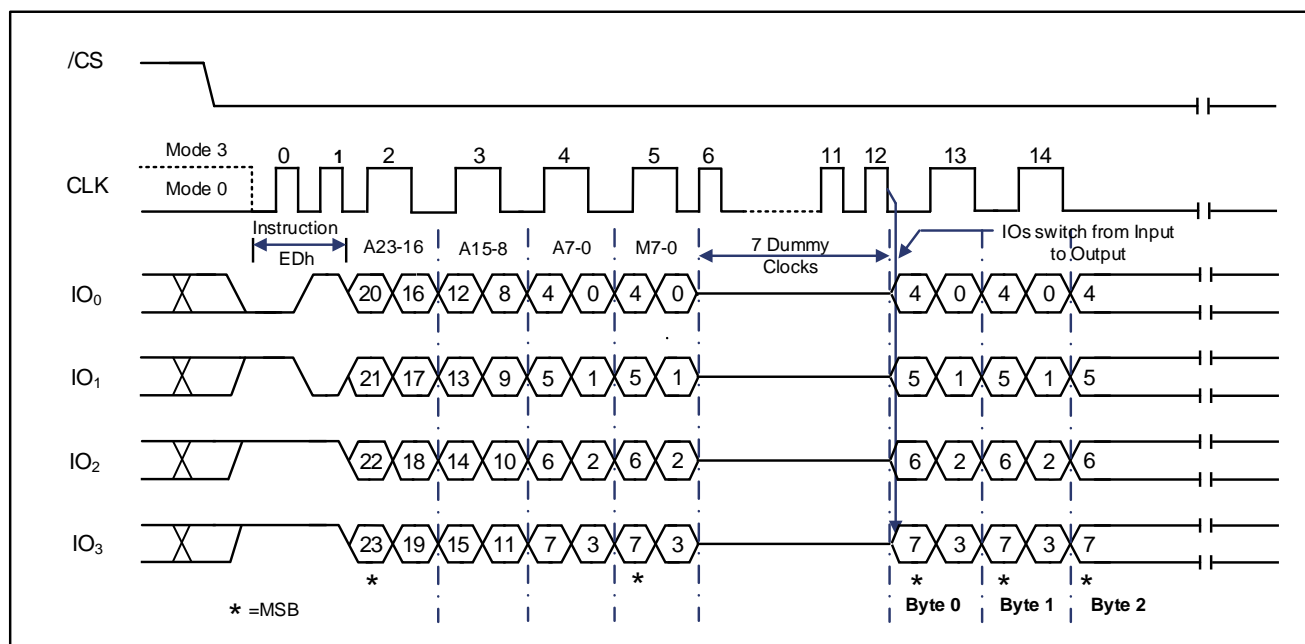 /CS
Mode 3
Mode 0
CLK
0 1 2 3 4 5 6 11 12 13 14
Instruction
EDh
A23-16 A15-8 A7-0 M7-0
7 Dummy
Clocks
IOs switch from Input
to Output
IO0 20 16 12 8 4 0 4 0 4 0 4 0 4
IO1 21 17 13 9 5 1 5 1 5 1 5 1 5
IO2 22 18 14 10 6 2 6 2 6 2 6 2 6
IO3 23 19 15 11 7 3 7 3 7 3 7 3 7
* * * * *
* =MSB
Byte 0 Byte 1 Byte 2